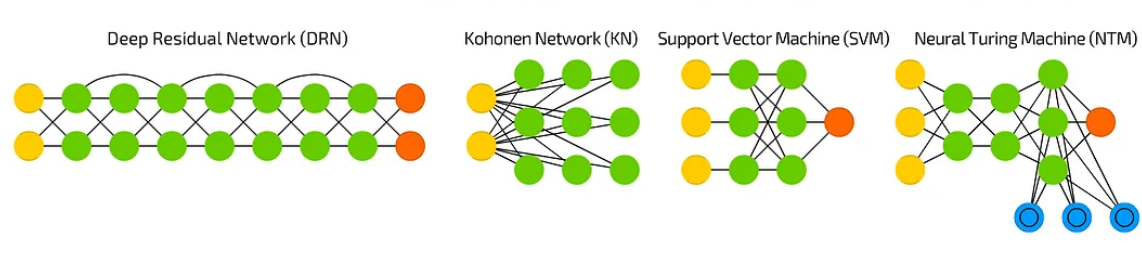 Deep Residual Network (DRN)
Kohonen Network (KN)
Support Vector Machine (SVM)
Neural Turing Machine (NTM)